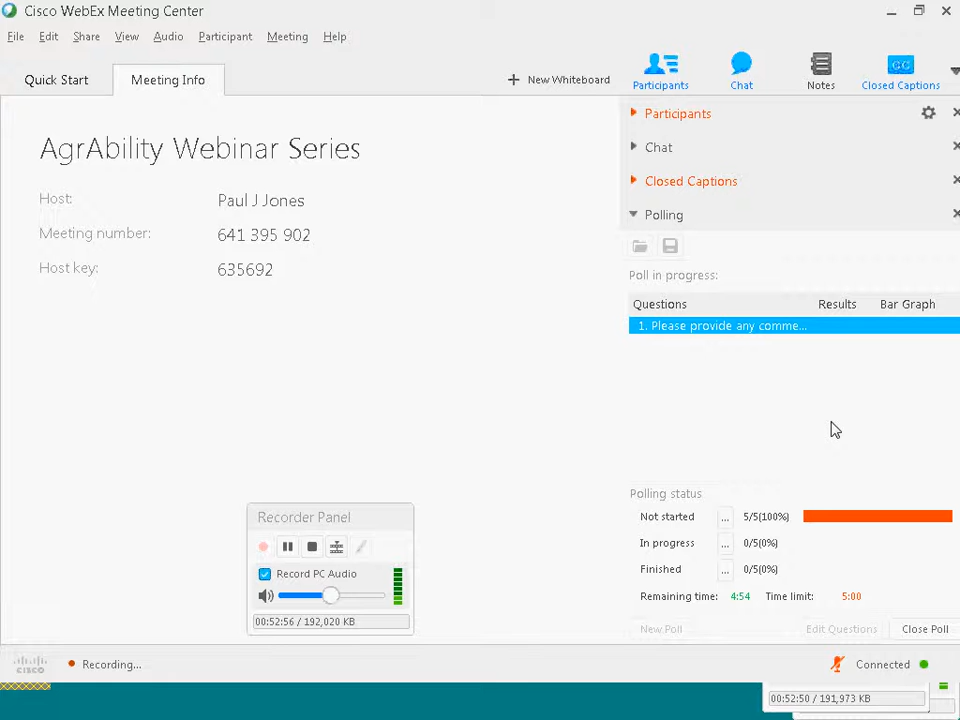 Cisco WebEx Meeting Center
File Edit Share View Audio Participant Meeting Help
Quick Start Meeting Info + New Whiteboard Participants Chat Notes CC Closed Captions
Participants
AgrAbility Webinar Series
Chat
Host: Paul J Jones
Closed Captions
Meeting number: 641 395 902
Polling
Host key: 635692
Poll in progress:
Questions Results Bar Graph
1. Please provide any comme...
Polling status
Not started ... 5/5(100%)
In progress ... 0/5(0%)
Finished ... 0/5(0%)
Remaining time: 4:54 Time limit: 5:00
New Poll Edit Questions Close Poll
Recorder Panel
Record PC Audio
00:52:56 / 192,020 KB
cisco Recording... Connected
00:52:50 / 191,973 KB